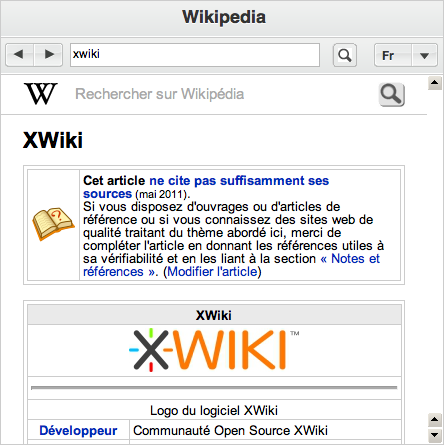 Wikipedia
xwiki
Fr
W Rechercher sur Wikipédia
XWiki
Cet article ne cite pas suffisamment ses
sources (mai 2011).
Si vous disposez d'ouvrages ou d'articles de
référence ou si vous connaissez des sites web de
qualité traitant du thème abordé ici, merci de
compléter l'article en donnant les références utiles à
sa vérifiabilité et en les liant à la section « Notes et
références ». (Modifier l'article)
XWiki
XWIKI™
Logo du logiciel XWiki
Développeur Communauté Open Source XWiki